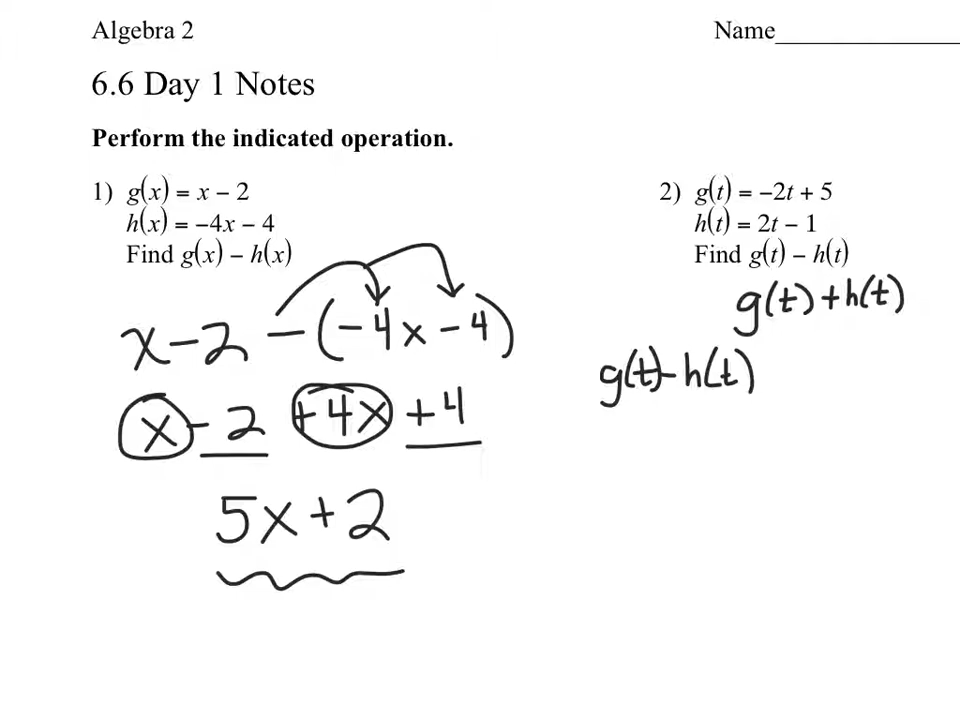 Algebra 2
Name
6.6 Day 1 Notes
Perform the indicated operation.
1) g(x) = x − 2
h(x) = −4x − 4
Find g(x) − h(x)
x − 2 − (−4x − 4)
x − 2 + 4x + 4
5x + 2
2) g(t) = −2t + 5
h(t) = 2t − 1
Find g(t) − h(t)
g(t) + h(t)
g(t) − h(t)